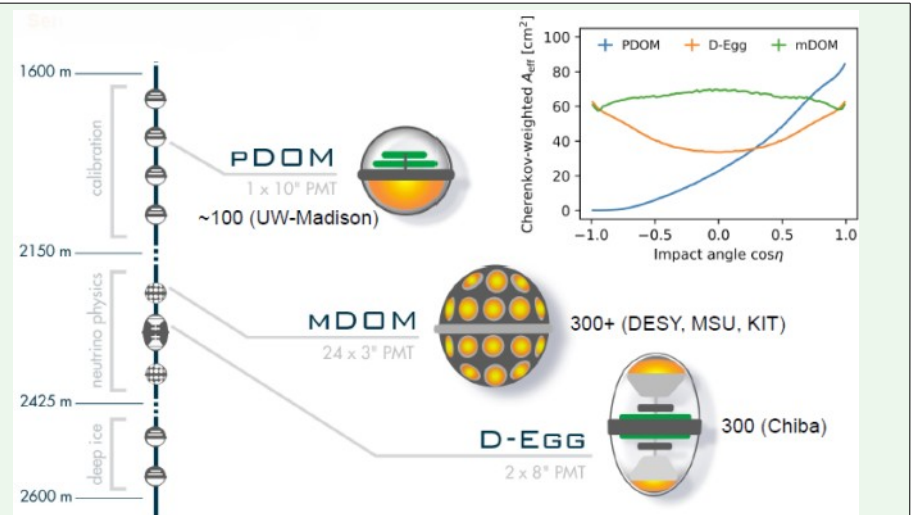 1600 m
calibration
2150 m
neutrino physics
2425 m
deep ice
2600 m
PDOM
1 x 10" PMT
~100 (UW-Madison)
MDOM
24 x 3" PMT
300+ (DESY, MSU, KIT)
D-EGG
2 x 8" PMT
300 (Chiba)
Cherenkov-weighted Aeff [cm²]
100
80
60
40
20
0
PDOM D-Egg mDOM
−1.0 −0.5 0.0 0.5 1.0
Impact angle cosη